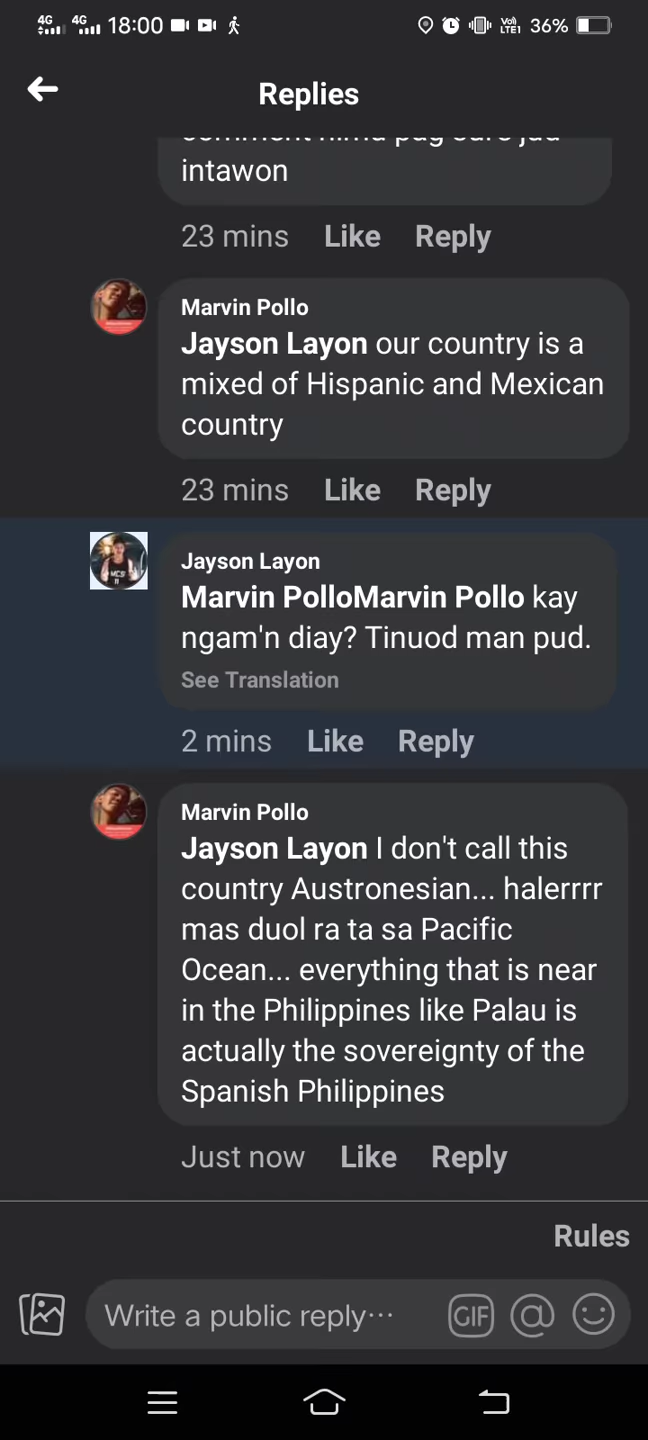 4G 4G 18:00 Vo) LTE1 36%
Replies
intawon
23 mins Like Reply
Marvin Pollo
Jayson Layon our country is a
mixed of Hispanic and Mexican
country
23 mins Like Reply
Jayson Layon
Marvin PolloMarvin Pollo kay
ngam'n diay? Tinuod man pud.
See Translation
2 mins Like Reply
Marvin Pollo
Jayson Layon I don't call this
country Austronesian... halerrrr
mas duol ra ta sa Pacific
Ocean... everything that is near
in the Philippines like Palau is
actually the sovereignty of the
Spanish Philippines
Just now Like Reply
Rules
Write a public reply...
GIF @